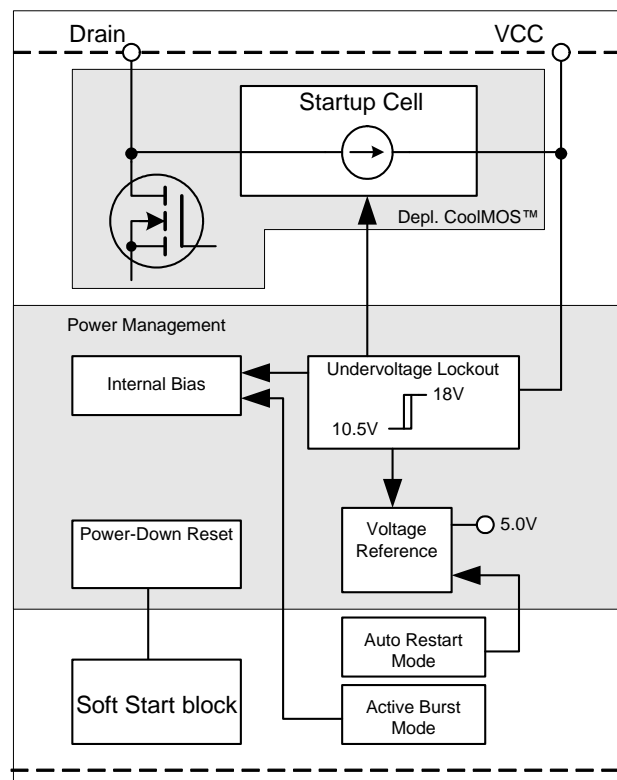 Drain
VCC
Startup Cell
Depl. CoolMOS™
Power Management
Internal Bias
Undervoltage Lockout
18V
10.5V
Power-Down Reset
Voltage
Reference
5.0V
Auto Restart
Mode
Soft Start block
Active Burst
Mode